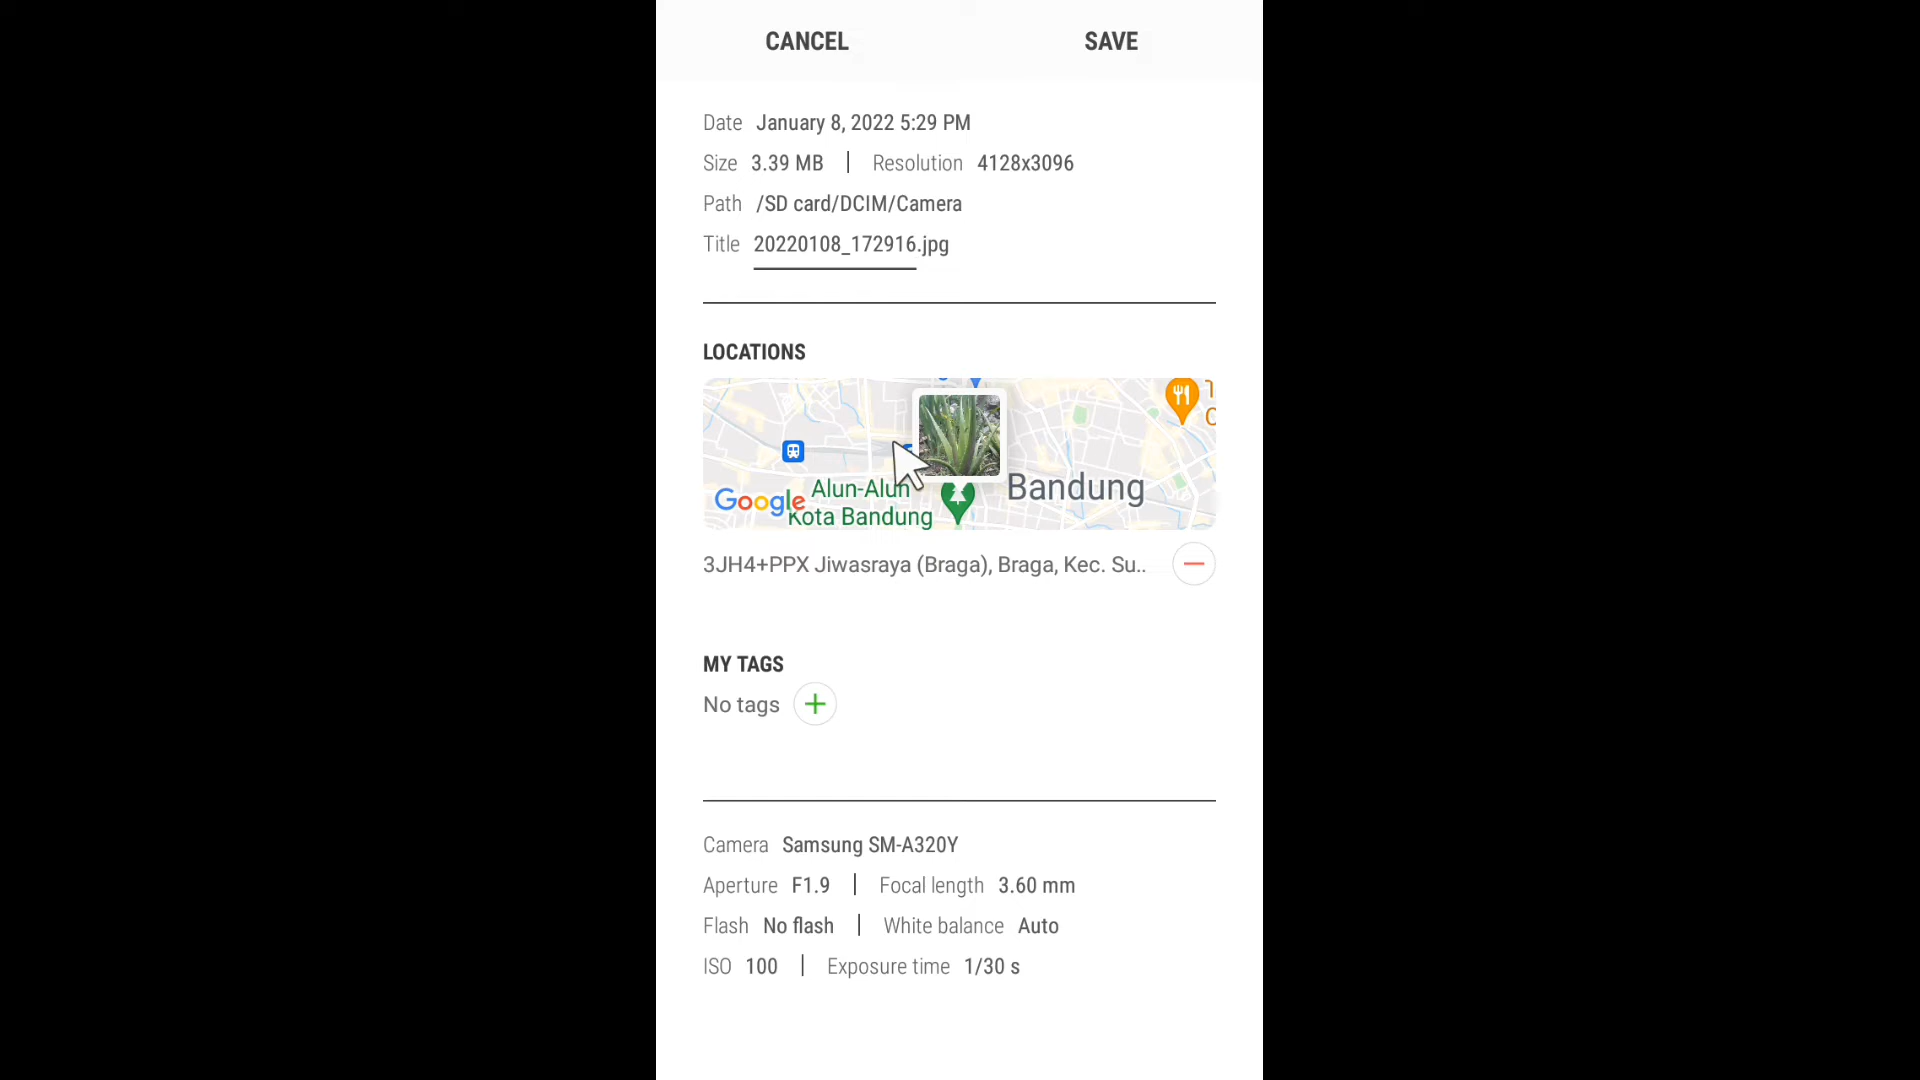 CANCEL SAVE
Date January 8, 2022 5:29 PM
Size 3.39 MB | Resolution 4128x3096
Path /SD card/DCIM/Camera
Title 20220108_172916.jpg
LOCATIONS
Bandung
Alun-Alun
Kota Bandung
Google
3JH4+PPX Jiwasraya (Braga), Braga, Kec. Su..
MY TAGS
No tags
Camera Samsung SM-A320Y
Aperture F1.9 | Focal length 3.60 mm
Flash No flash | White balance Auto
ISO 100 | Exposure time 1/30 s